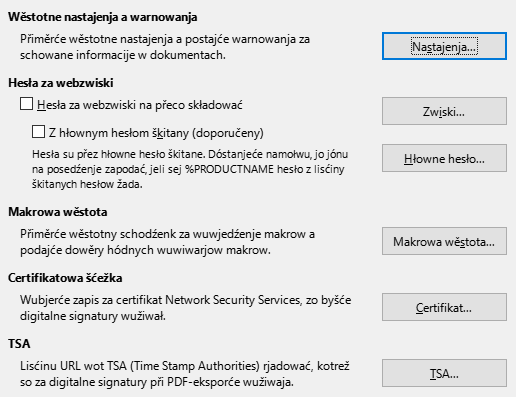 Wěstotne nastajenja a warnowanja
Přiměrće wěstotne nastajenja a postajće warnowanja za
schowane informacije w dokumentach.
Nastajenja...
Hesła za webzwiski
Hesła za webzwiski na přeco składować
Zwiski...
Z hłownym hesłom škitany (doporučeny)
Hesła su přez hłowne hesło škitane. Dóstanjeće namołwu, jo jónu
na posedźenje zapodać, jeli sej %PRODUCTNAME hesło z lisćiny
škitanych hesłow žada.
Hłowne hesło...
Makrowa wěstota
Přiměrće wěstotny schodźenk za wuwjedźenje makrow a
podajće dowěry hódnych wuwiwarjow makrow.
Makrowa wěstota...
Certifikatowa šćežka
Wubjerće zapis za certifikat Network Security Services, zo byšće
digitalne signatury wužiwał.
Certifikat...
TSA
Lisćinu URL wot TSA (Time Stamp Authorities) rjadować, kotrež
so za digitalne signatury při PDF-eksporće wužiwaja.
TSA...